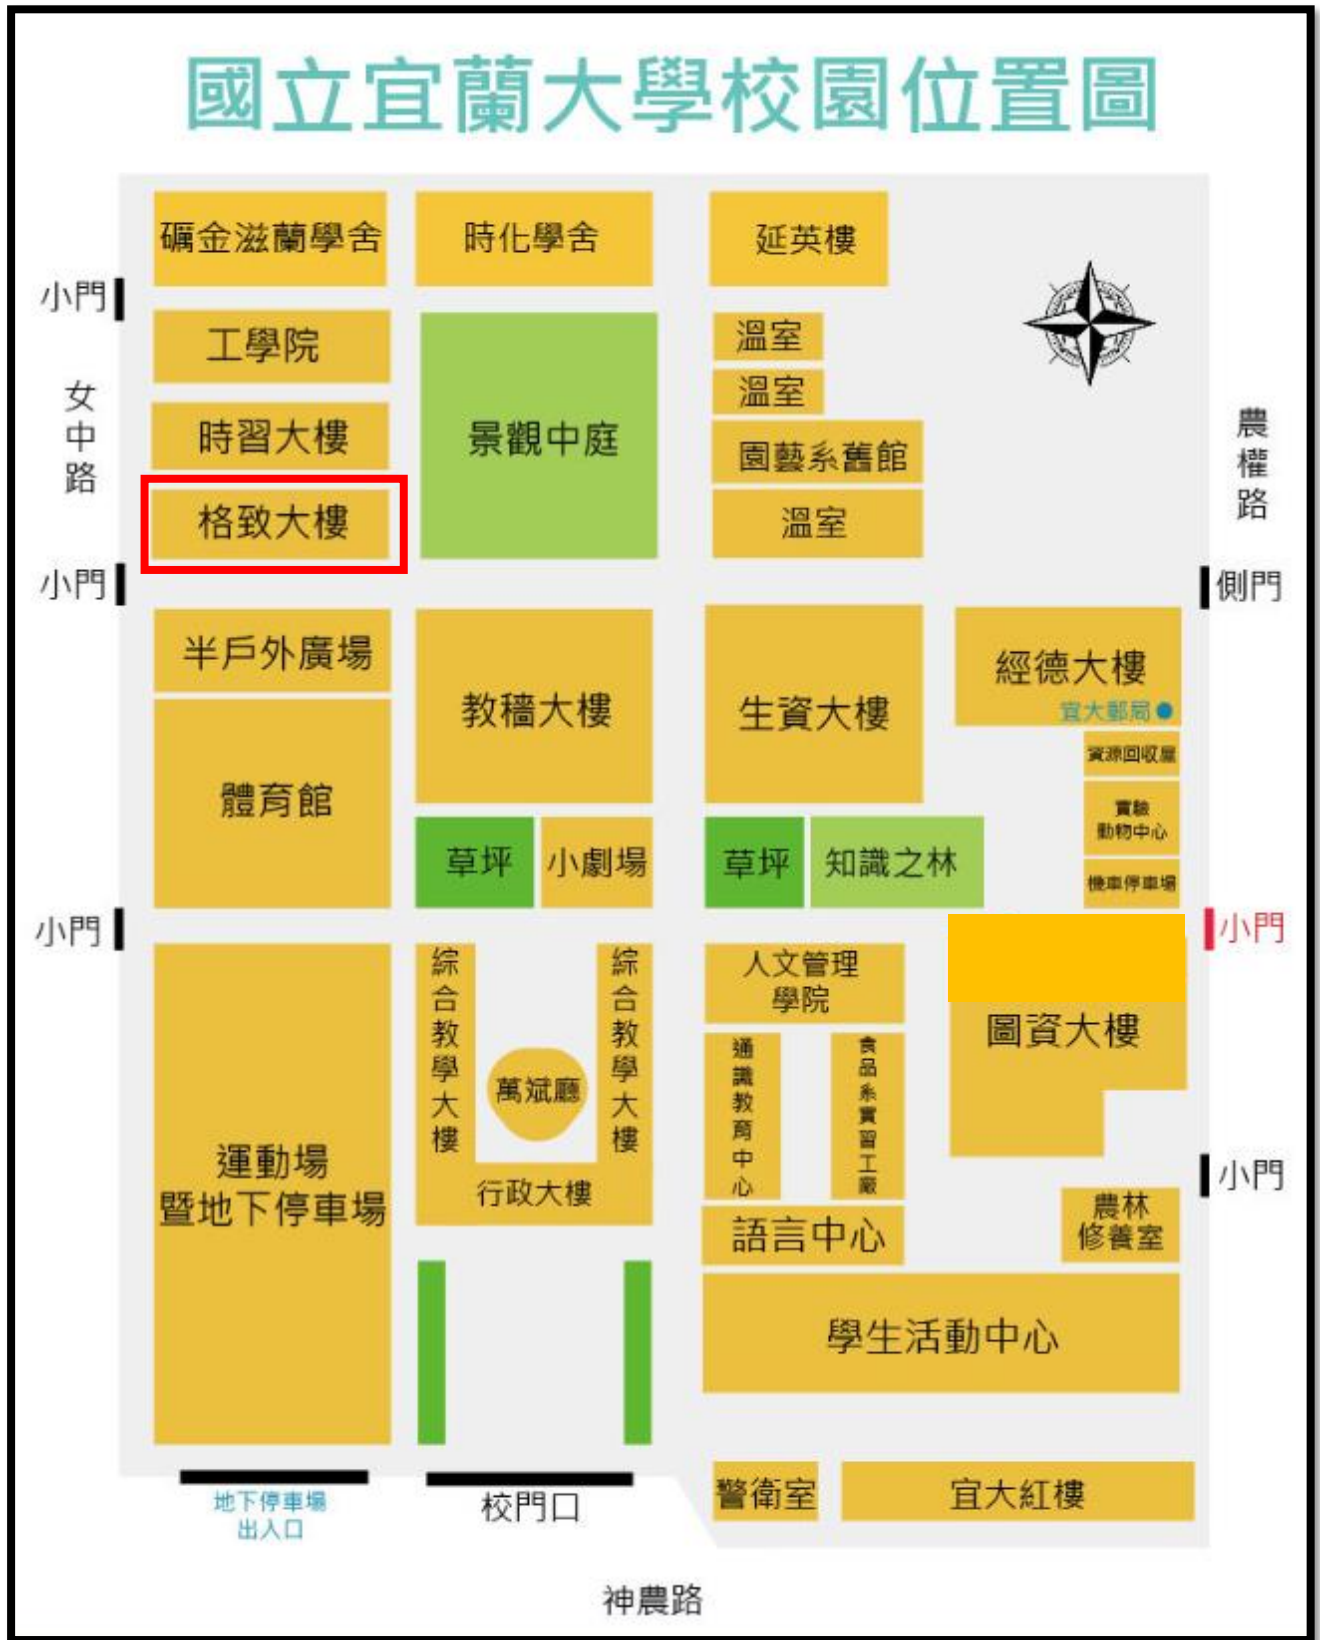 國立宜蘭大學校園位置圖
礪金滋蘭學舍
時化學舍
延英樓
小門
工學院
溫室
溫室
女中路
時習大樓
景觀中庭
園藝系舊館
農權路
格致大樓
溫室
小門
側門
半戶外廣場
教穡大樓
生資大樓
經德大樓
宜大郵局
資源回收屋
體育館
實驗
動物中心
草坪
小劇場
草坪
知識之林
機車停車場
小門
小門
綜合教學大樓
萬斌廳
綜合教學大樓
人文管理
學院
圖資大樓
通識教育中心
食品系實習工廠
運動場
暨地下停車場
行政大樓
小門
語言中心
農林
修養室
學生活動中心
地下停車場
出入口
校門口
警衛室
宜大紅樓
神農路